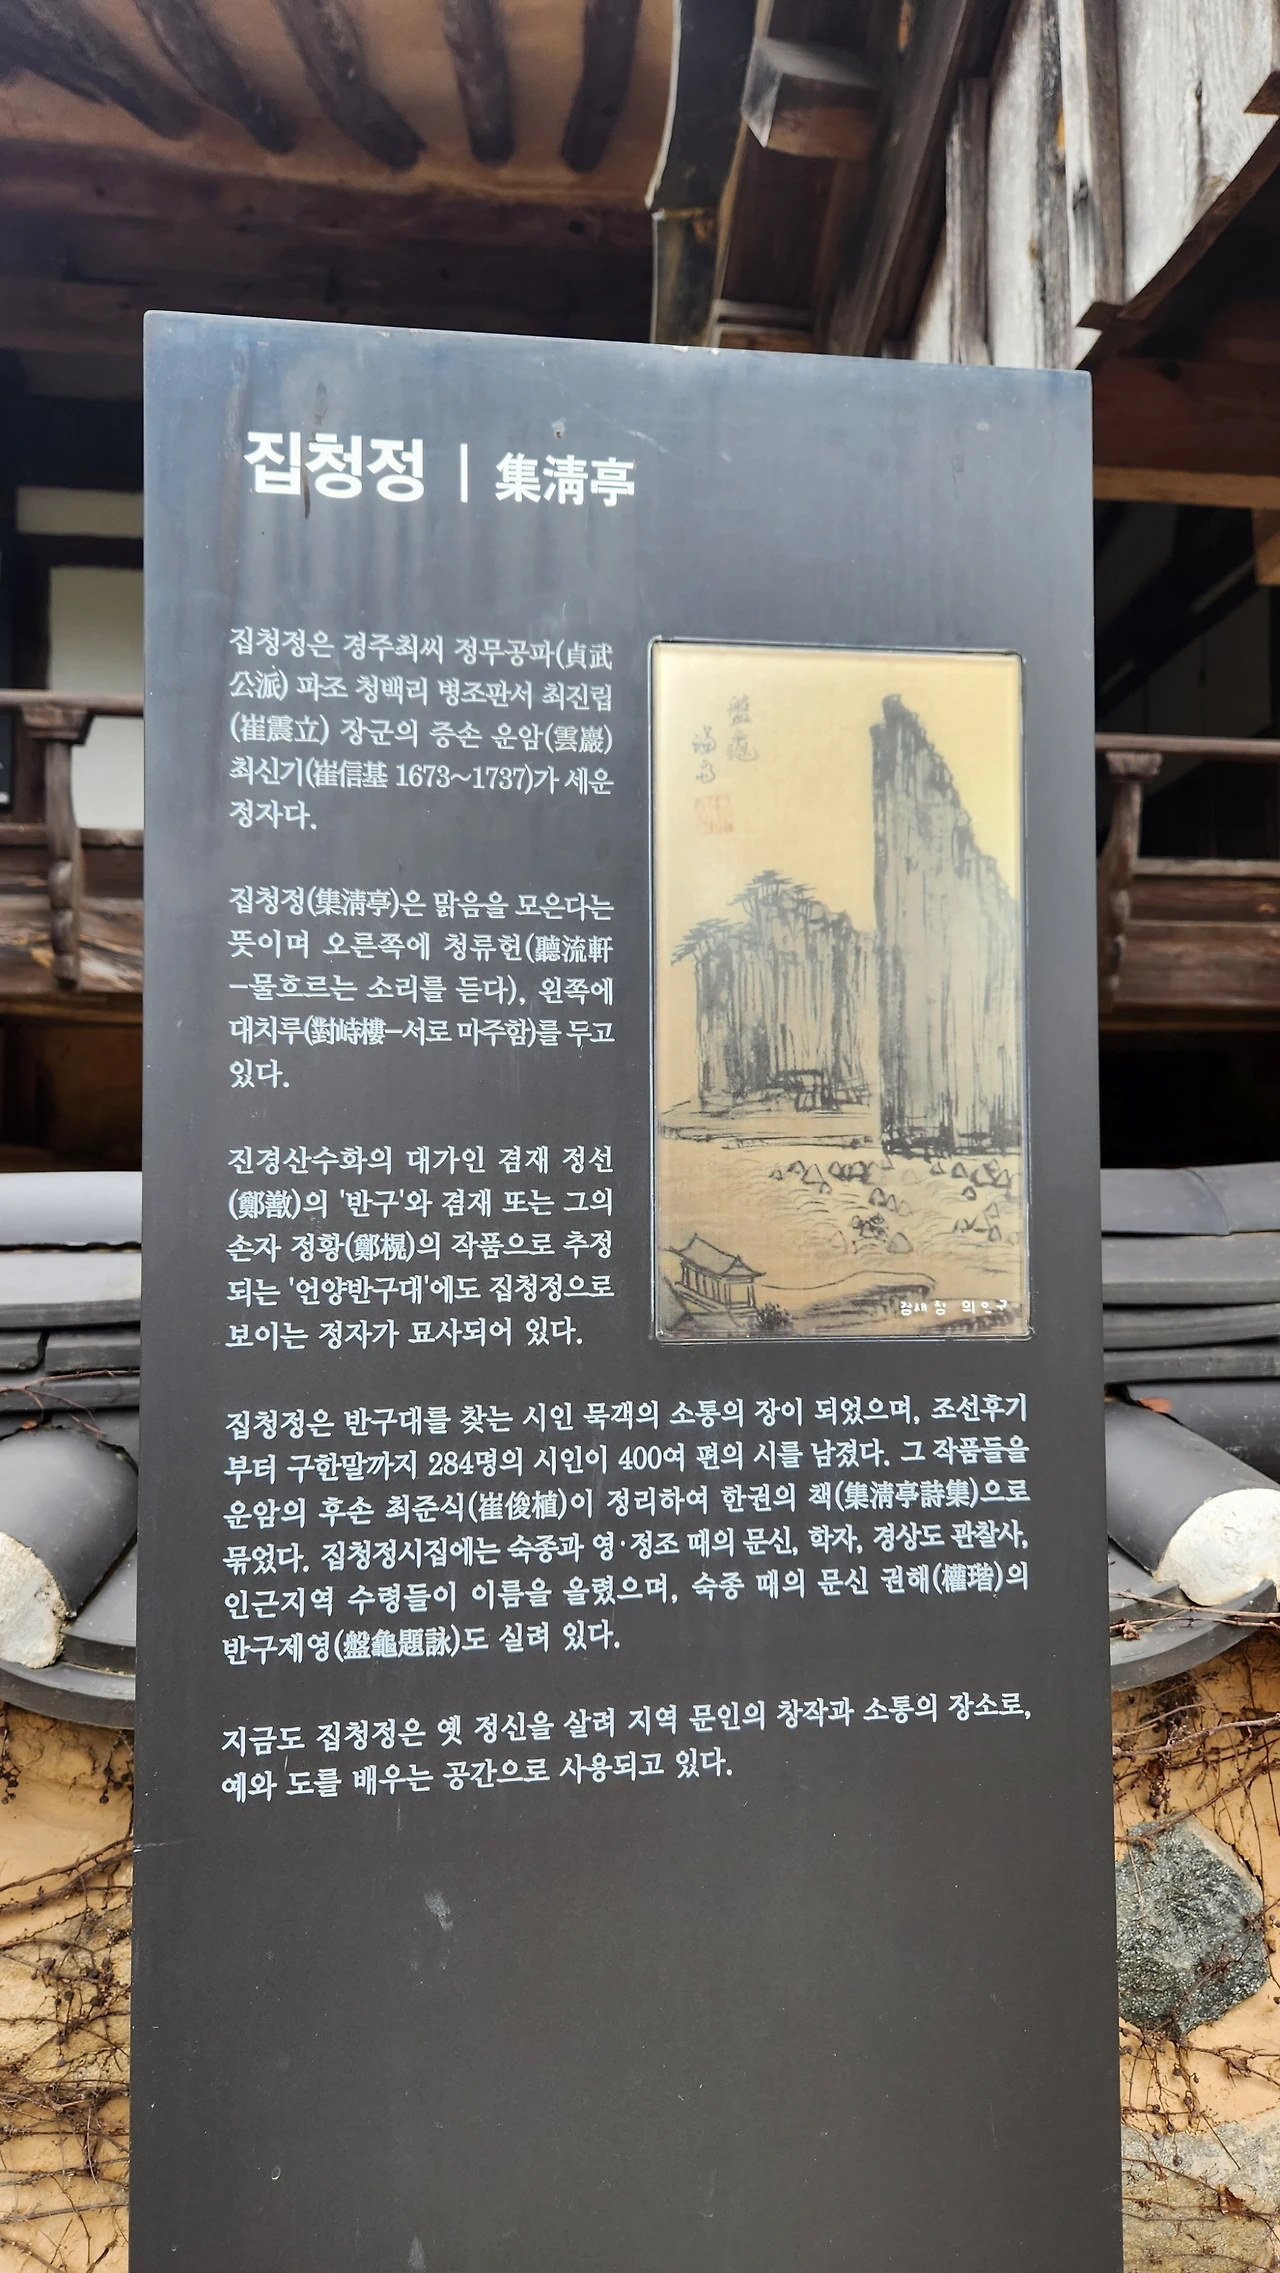 집청정 | 集淸亭
집청정은 경주최씨 정무공파(貞武
公派) 파조 청백리 병조판서 최진립
(崔震立) 장군의 증손 운암(雲巖)
최신기(崔信基 1673~1737)가 세운
정자다.
집청정(集淸亭)은 맑음을 모은다는
뜻이며 오른쪽에 청류헌(聽流軒
-물흐르는 소리를 듣다), 왼쪽에
대치루(對峙樓-서로 마주함)를 두고
있다.
진경산수화의 대가인 겸재 정선
(鄭敾)의 '반구'와 겸재 또는 그의
손자 정황(鄭榥)의 작품으로 추정
되는 '언양반구대'에도 집청정으로
보이는 정자가 묘사되어 있다.
盤龜
집청정은 반구대를 찾는 시인 묵객의 소통의 장이 되었으며, 조선후기
부터 구한말까지 284명의 시인이 400여 편의 시를 남겼다. 그 작품들을
운암의 후손 최준식(崔俊植)이 정리하여 한권의 책(集淸亭詩集)으로
묶었다. 집청정시집에는 숙종과 영·정조 때의 문신, 학자, 경상도 관찰사,
인근지역 수령들이 이름을 올렸으며, 숙종 때의 문신 권해(權瑎)의
반구제영(盤龜題詠)도 실려 있다.
지금도 집청정은 옛 정신을 살려 지역 문인의 창작과 소통의 장소로,
예와 도를 배우는 공간으로 사용되고 있다.